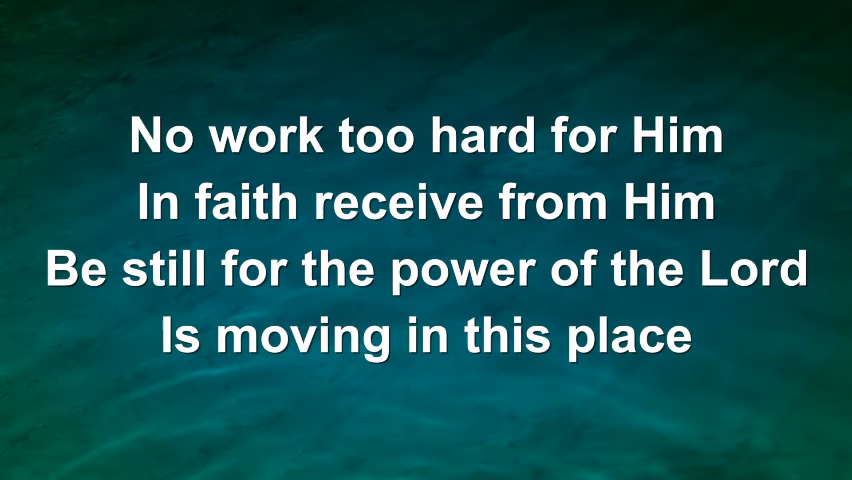 No work too hard for Him
In faith receive from Him
Be still for the power of the Lord
Is moving in this place